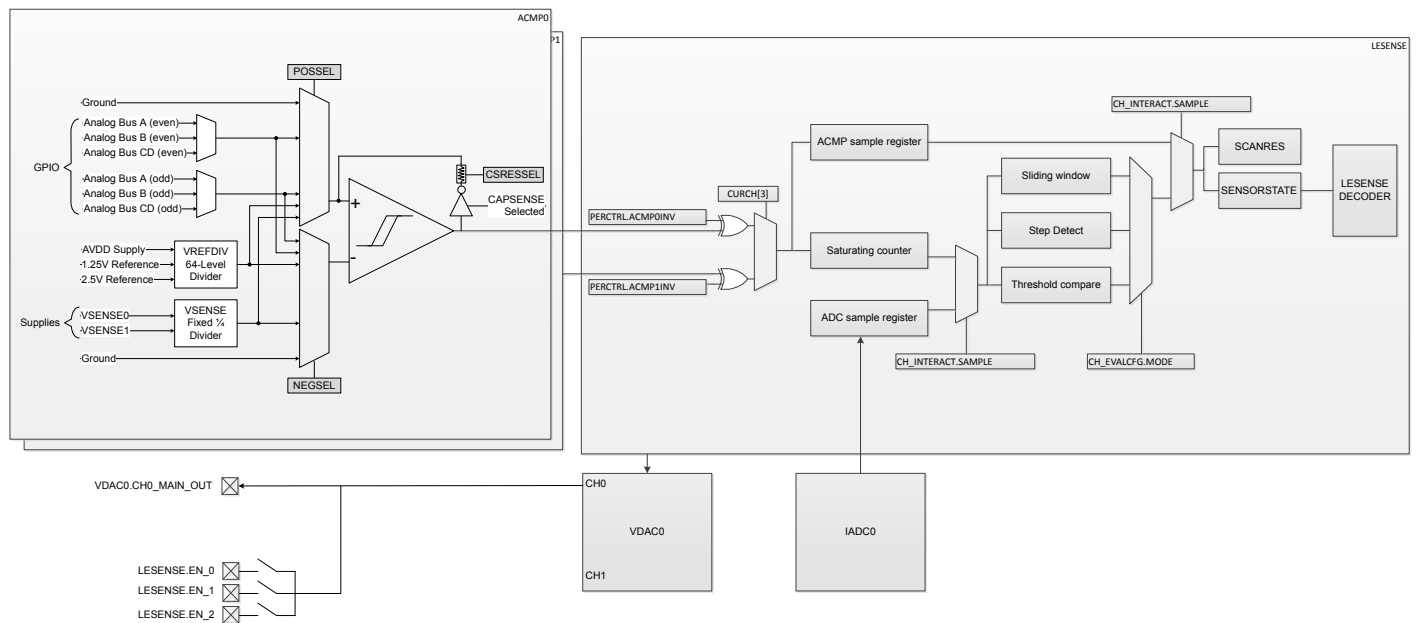 ACMP0
P1
POSSEL
Ground
Analog Bus A (even)
Analog Bus B (even)
Analog Bus CD (even)
GPIO
Analog Bus A (odd)
Analog Bus B (odd)
Analog Bus CD (odd)
CSRESSEL
CAPSENSE
Selected
+
-
AVDD Supply
1.25V Reference
2.5V Reference
VREFDIV
64-Level
Divider
Supplies
VSENSE0
VSENSE1
VSENSE
Fixed ¼
Divider
Ground
NEGSEL
LESENSE
CH_INTERACT.SAMPLE
ACMP sample register
SCANRES
Sliding window
SENSORSTATE
LESENSE
DECODER
CURCH[3]
PERCTRL.ACMP0INV
Step Detect
Saturating counter
PERCTRL.ACMP1INV
Threshold compare
ADC sample register
CH_INTERACT.SAMPLE
CH_EVALCFG.MODE
VDAC0.CH0_MAIN_OUT
CH0
VDAC0
CH1
IADC0
LESENSE.EN_0
LESENSE.EN_1
LESENSE.EN_2